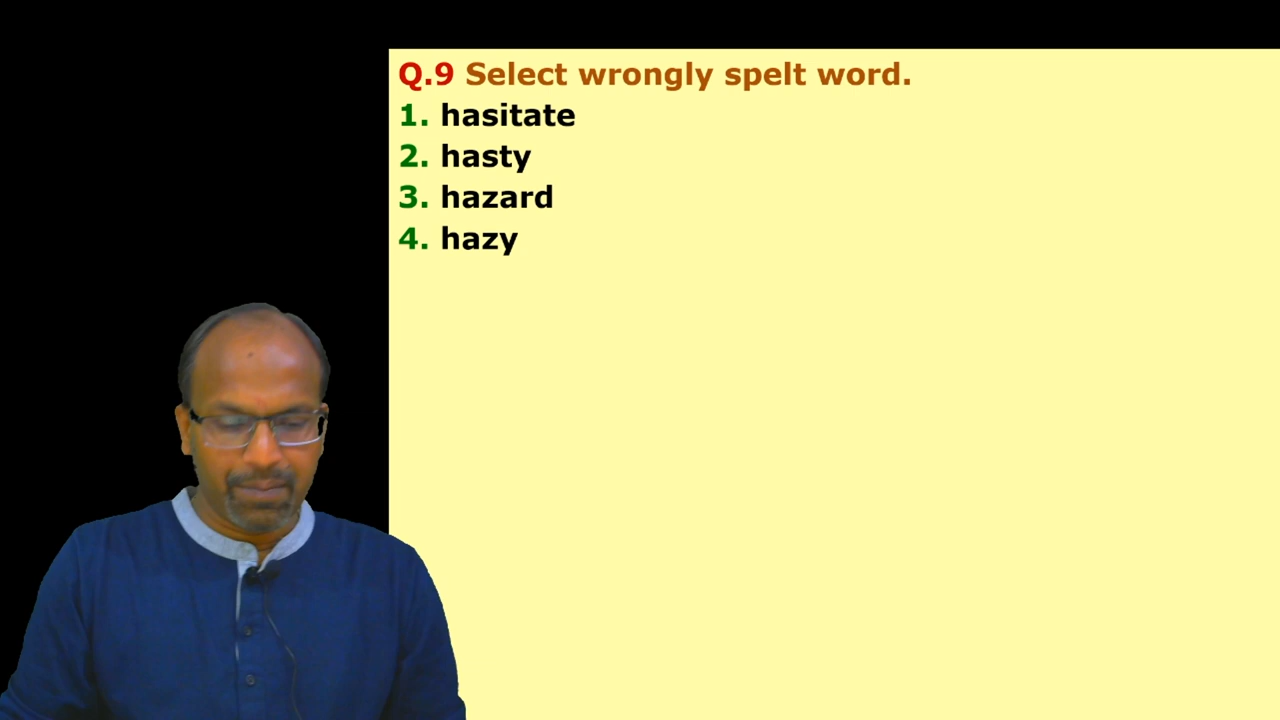 Q.9 Select wrongly spelt word.
1. hasitate
2. hasty
3. hazard
4. hazy